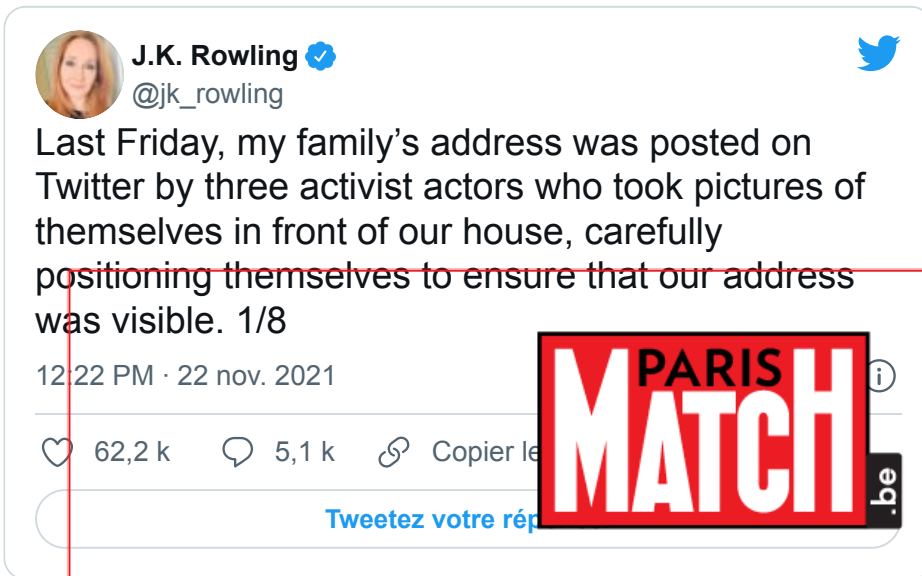 J.K. Rowling
@jk_rowling
Last Friday, my family’s address was posted on
Twitter by three activist actors who took pictures of
themselves in front of our house, carefully
positioning themselves to ensure that our address
was visible. 1/8
12:22 PM · 22 nov. 2021
62,2 k 5,1 k Copier le
Tweetez votre
PARIS
MATCH
.be